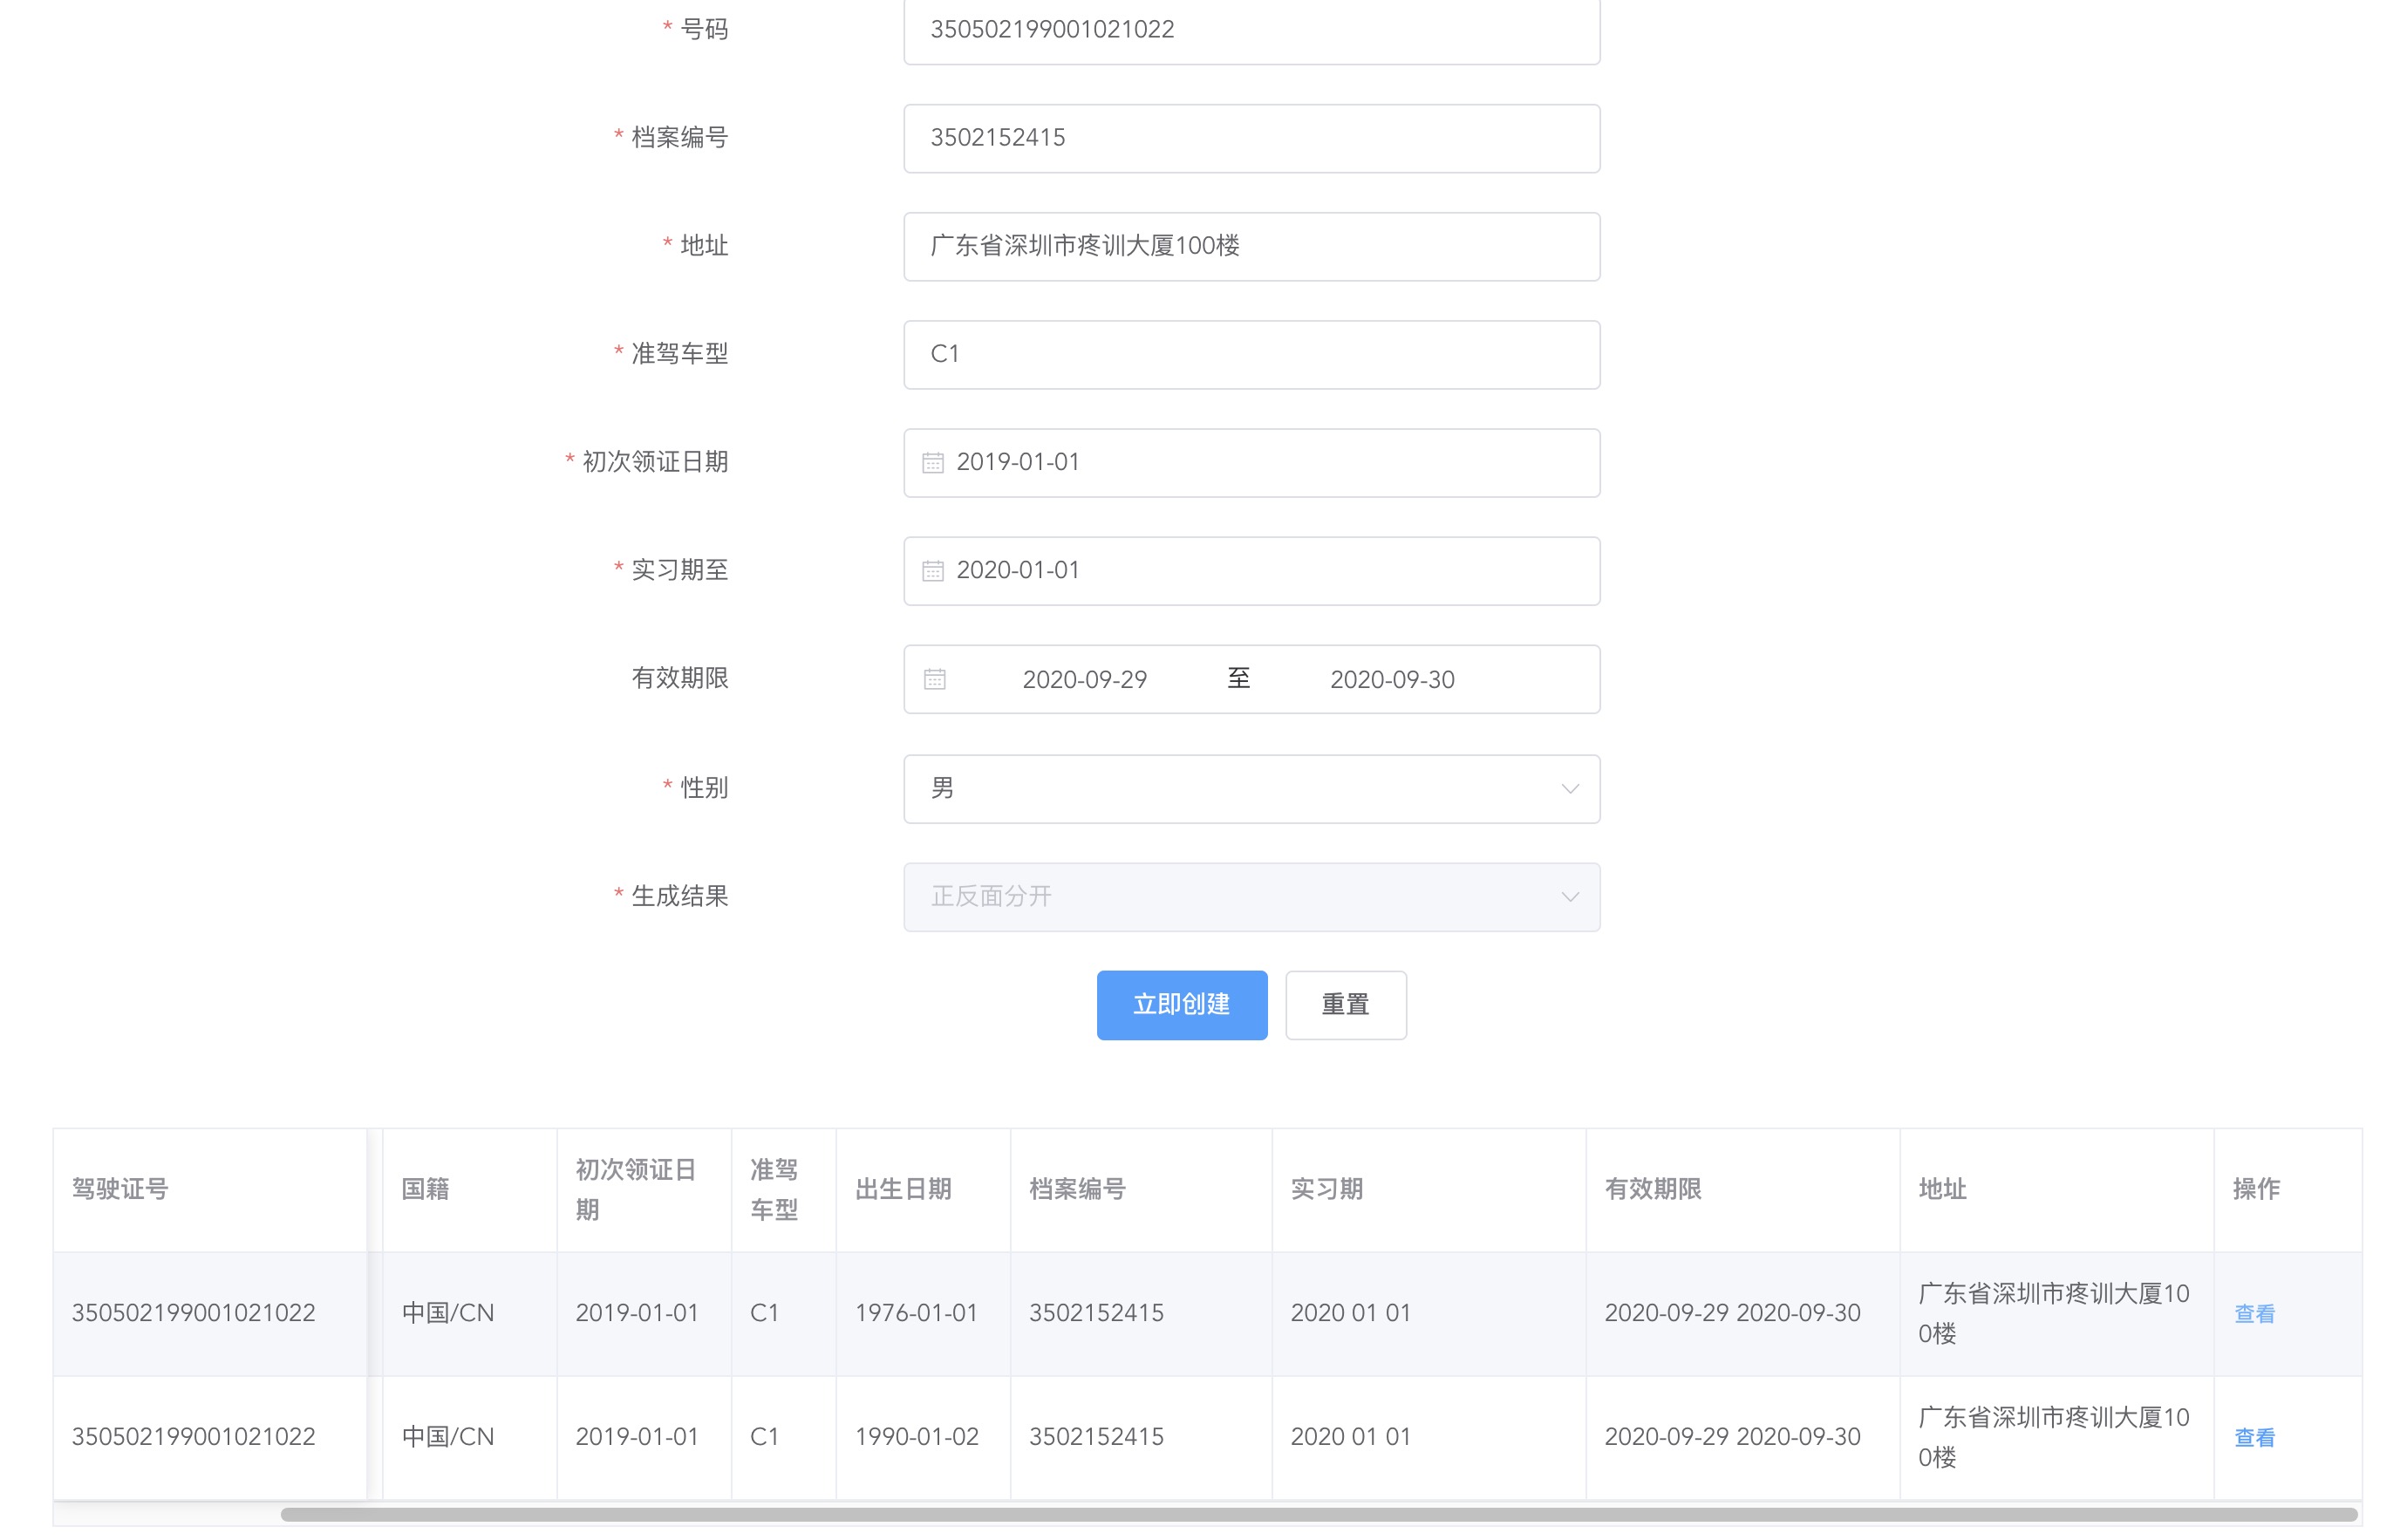 * 号码
350502199001021022
* 档案编号
3502152415
* 地址
广东省深圳市疼训大厦100楼
* 准驾车型
C1
* 初次领证日期
2019-01-01
* 实习期至
2020-01-01
有效期限
2020-09-29 至 2020-09-30
* 性别
男
* 生成结果
正反面分开
立即创建
重置
驾驶证号
国籍
初次领证日
期
准驾
车型
出生日期
档案编号
实习期
有效期限
地址
操作
350502199001021022
中国/CN
2019-01-01
C1
1976-01-01
3502152415
2020 01 01
2020-09-29 2020-09-30
广东省深圳市疼训大厦10
0楼
查看
350502199001021022
中国/CN
2019-01-01
C1
1990-01-02
3502152415
2020 01 01
2020-09-29 2020-09-30
广东省深圳市疼训大厦10
0楼
查看